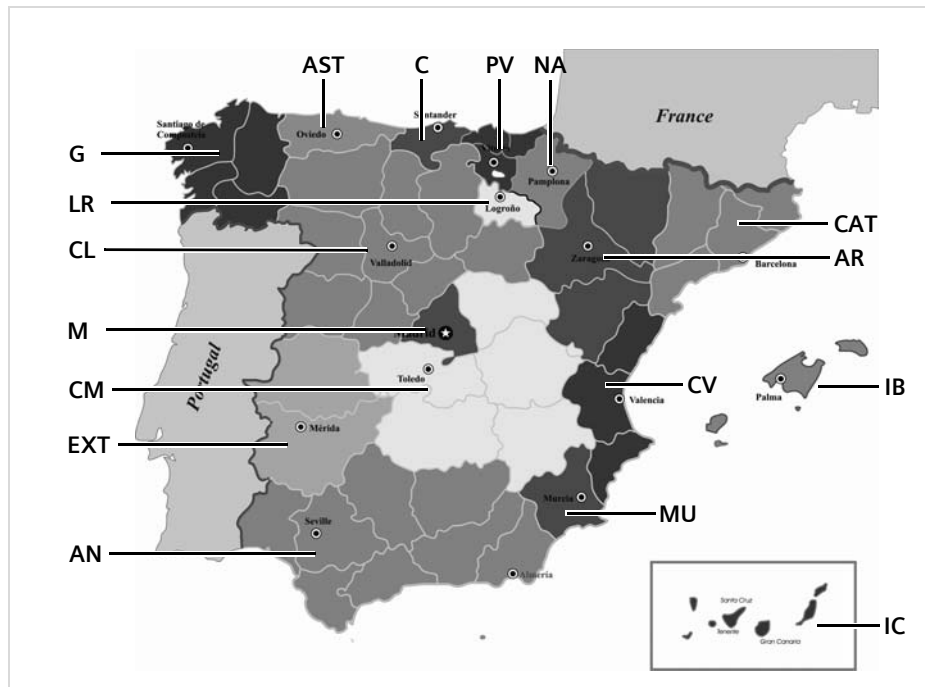 AST C PV NA
Santander
Santiago de
Compostela
Oviedo
France
G
Pamplona
LR
Logroño
CAT
CL
Valladolid
AR
Barcelona
M
Madrid
Portugal
Toledo
CM
CV
IB
Palma
Valencia
EXT
Mérida
Murcia
MU
Seville
AN
Almería
Santa Cruz
Tenerife
Gran Canaria
IC